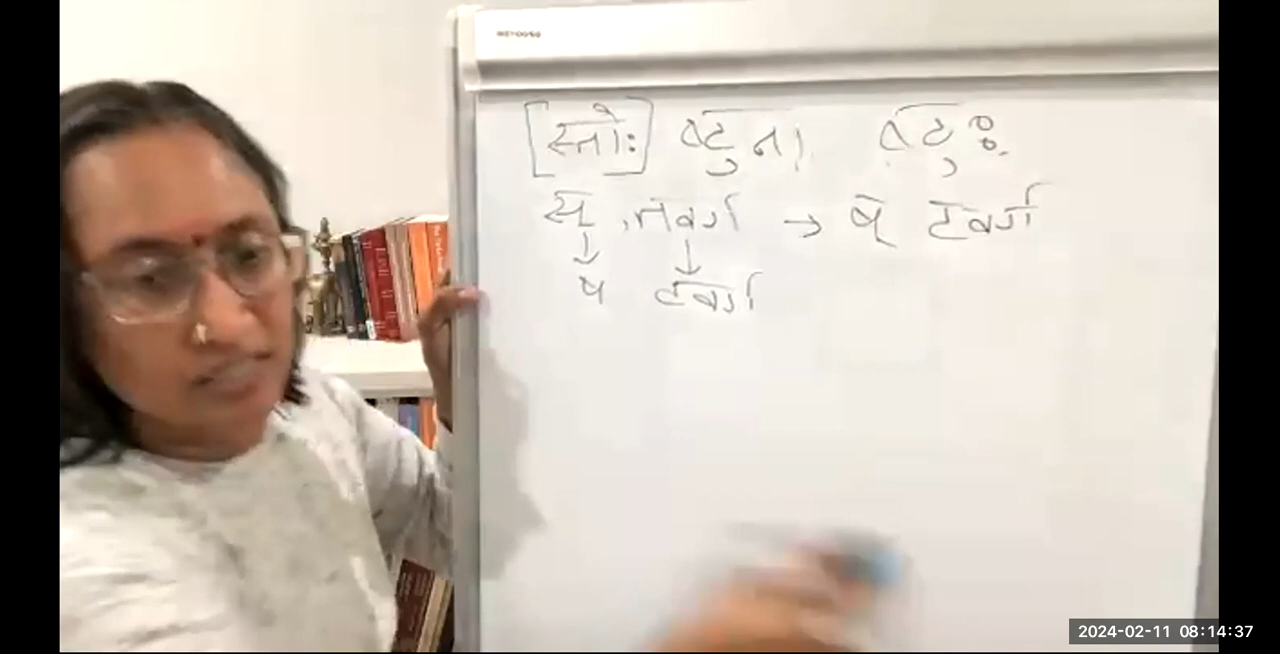 [स्तोः] ष्टुना ष्टुः
स् , तवर्ग → ष् टवर्ग
↓ ↓
ष टवर्ग
2024-02-11 08:14:37